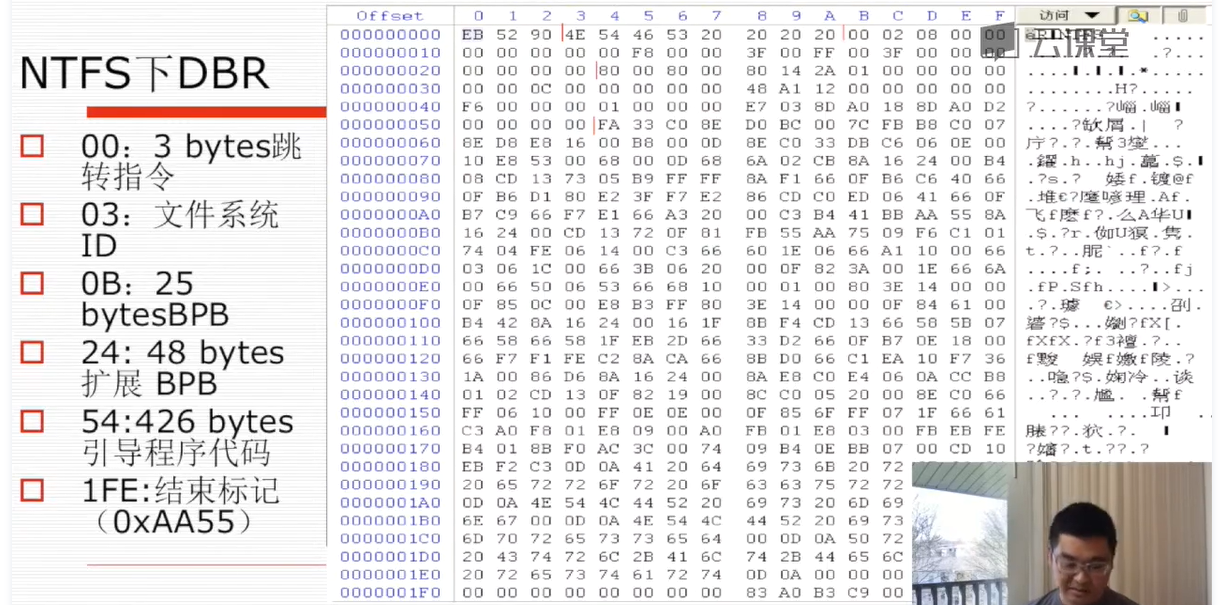 NTFS下DBR
00：3 bytes跳
转指令
03：文件系统
ID
0B：25
bytesBPB
24: 48 bytes
扩展 BPB
54:426 bytes
引导程序代码
1FE:结束标记
（0xAA55）
Offset 0 1 2 3 4 5 6 7 8 9 A B C D E F 访问
云课堂
000000000 EB 52 90 4E 54 46 53 20 20 20 20 00 02 08 00 00
000000010 00 00 00 00 00 F8 00 00 3F 00 FF 00 3F 00 00 00
000000020 00 00 00 00 80 00 80 00 80 14 2A 01 00 00 00 00
000000030 00 00 0C 00 00 00 00 00 48 A1 12 00 00 00 00 00
000000040 F6 00 00 00 01 00 00 00 E7 03 8D A0 18 8D A0 D2
000000050 00 00 00 00 FA 33 C0 8E D0 BC 00 7C FB B8 C0 07
000000060 8E D8 E8 16 00 B8 00 0D 8E C0 33 DB C6 06 0E 00
000000070 10 E8 53 00 68 00 0D 68 6A 02 CB 8A 16 24 00 B4
000000080 08 CD 13 73 05 B9 FF FF 8A F1 66 0F B6 C6 40 66
000000090 0F B6 D1 80 E2 3F F7 E2 86 CD C0 ED 06 41 66 0F
0000000A0 B7 C9 66 F7 E1 66 A3 20 00 C3 B4 41 BB AA 55 8A
0000000B0 16 24 00 CD 13 72 0F 81 FB 55 AA 75 09 F6 C1 01
0000000C0 74 04 FE 06 14 00 C3 66 60 1E 06 66 A1 10 00 66
0000000D0 03 06 1C 00 66 3B 06 20 00 0F 82 3A 00 1E 66 6A
0000000E0 00 66 50 06 53 66 68 10 00 01 00 80 3E 14 00 00
0000000F0 0F 85 0C 00 E8 B3 FF 80 3E 14 00 00 0F 84 61 00
000000100 B4 42 8A 16 24 00 16 1F 8B F4 CD 13 66 58 5B 07
000000110 66 58 66 58 1F EB 2D 66 33 D2 66 0F B7 0E 18 00
000000120 66 F7 F1 FE C2 8A CA 66 8B D0 66 C1 EA 10 F7 36
000000130 1A 00 86 D6 8A 16 24 00 8A E8 C0 E4 06 0A CC B8
000000140 01 02 CD 13 0F 82 19 00 8C C0 05 20 00 8E C0 66
000000150 FF 06 10 00 FF 0E 0E 00 0F 85 6F FF 07 1F 66 61
000000160 C3 A0 F8 01 E8 09 00 A0 FB 01 E8 03 00 FB EB FE
000000170 B4 01 8B F0 AC 3C 00 74 09 B4 0E BB 07 00 CD 10
000000180 EB F2 C3 0D 0A 41 20 64 69 73 6B 20 72
000000190 20 65 72 72 6F 72 20 6F 63 63 75 72 72
0000001A0 0D 0A 4E 54 4C 44 52 20 69 73 20 6D 69
0000001B0 6E 67 00 0D 0A 4E 54 4C 44 52 20 69 73
0000001C0 6D 70 72 65 73 73 65 64 00 0D 0A 50 72
0000001D0 20 43 74 72 6C 2B 41 6C 74 2B 44 65 6C
0000001E0 20 72 65 73 74 61 72 74 0D 0A 00 00 00
0000001F0 00 00 00 00 00 00 00 00 83 A0 B3 C9 00